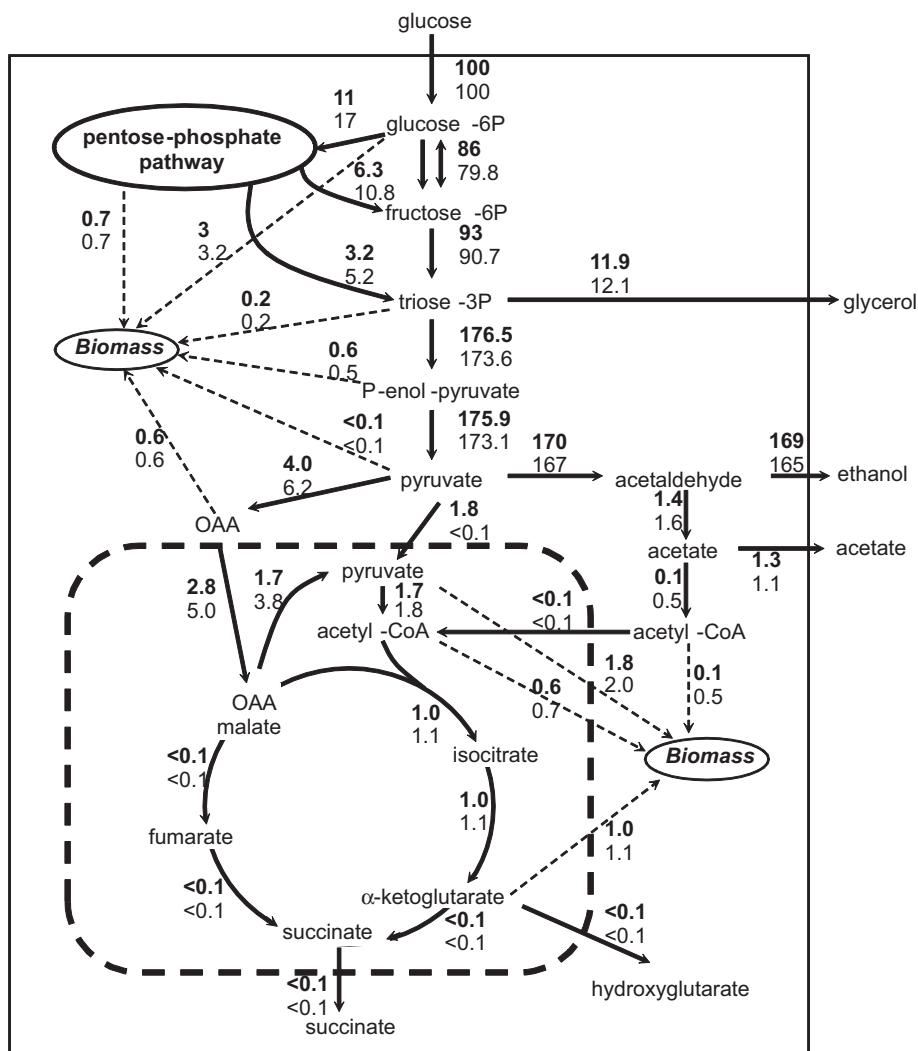 glucose
100
100
11
17
glucose -6P
pentose-phosphate
pathway
86
79.8
6.3
10.8
fructose -6P
0.7
0.7
3
3.2
93
90.7
3.2
5.2
11.9
12.1
triose -3P
glycerol
0.2
0.2
Biomass
176.5
173.6
0.6
0.5
P-enol -pyruvate
<0.1
<0.1
175.9
173.1
0.6
0.6
4.0
6.2
170
167
169
165
pyruvate
acetaldehyde
ethanol
OAA
1.8
<0.1
1.4
1.6
acetate
1.3
1.1
acetate
2.8
5.0
1.7
3.8
pyruvate
1.7
1.8
0.1
0.5
<0.1
<0.1
acetyl -CoA
acetyl -CoA
1.8
2.0
0.1
0.5
0.6
0.7
OAA
malate
1.0
1.1
isocitrate
Biomass
<0.1
<0.1
1.0
1.1
fumarate
1.0
1.1
<0.1
<0.1
α-ketoglutarate
<0.1
<0.1
<0.1
<0.1
succinate
hydroxyglutarate
<0.1
<0.1
succinate